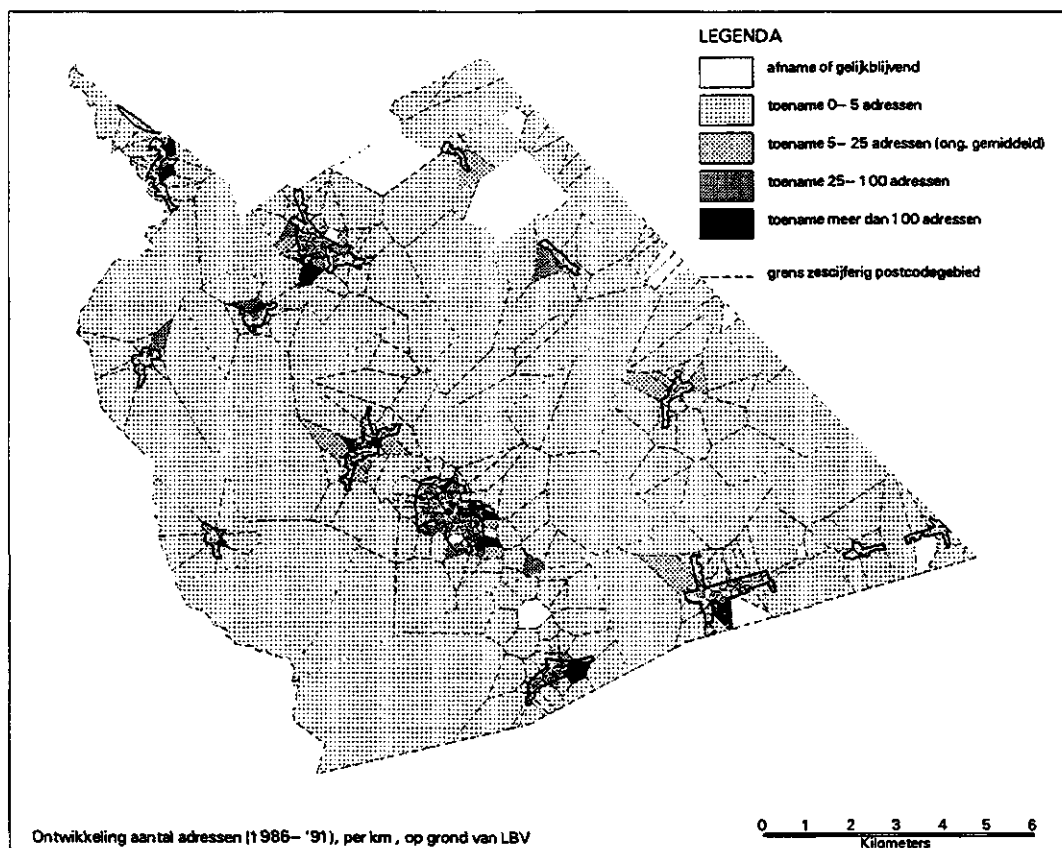 LEGENDA
afname of gelijkblijvend
toename 0– 5 adressen
toename 5– 25 adressen (ong. gemiddeld)
toename 25– 100 adressen
toename meer dan 100 adressen
grens zescijferig postcodegebied
Ontwikkeling aantal adressen (1986– '91), per km , op grond van LBV
0 1 2 3 4 5 6
Kilometers